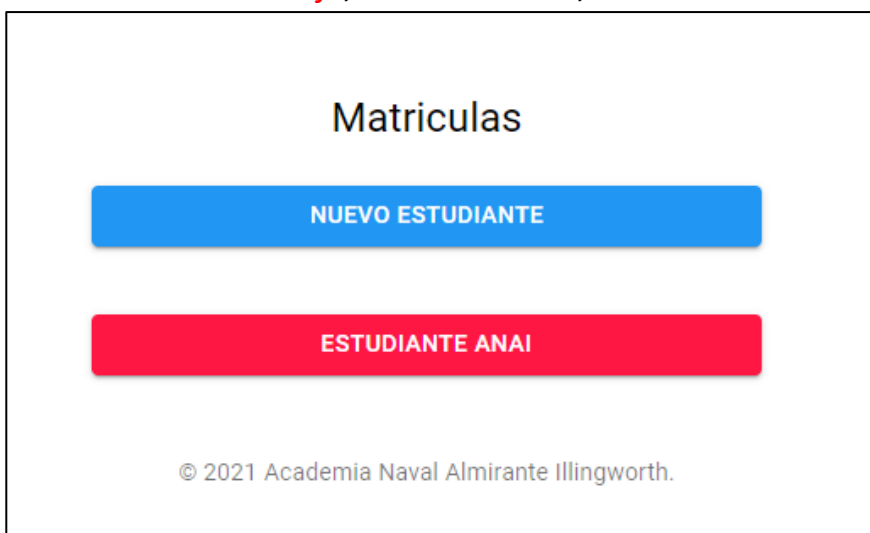 Matriculas
NUEVO ESTUDIANTE
ESTUDIANTE ANAI
© 2021 Academia Naval Almirante Illingworth.